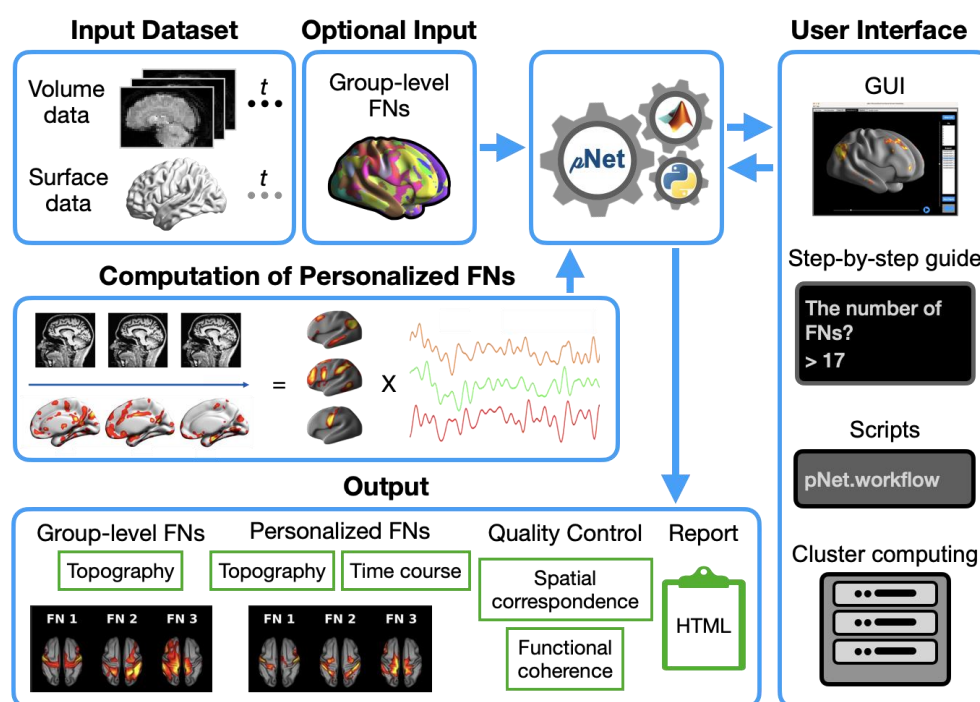 Input Dataset
Optional Input
User Interface
Volume
data
t
Surface
data
t
Group-level
FNs
pNet
GUI
Computation of Personalized FNs
=
X
Step-by-step guide
The number of
FNs?
> 17
Scripts
pNet.workflow
Cluster computing
Output
Group-level FNs
Topography
FN 1 FN 2 FN 3
Personalized FNs
Topography
Time course
FN 1 FN 2 FN 3
Quality Control
Spatial
correspondence
Functional
coherence
Report
HTML